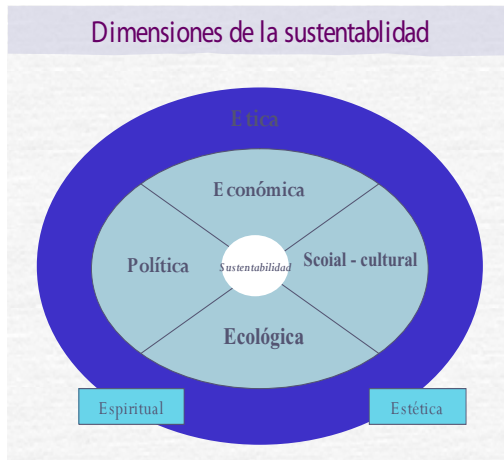 Dimensiones de la sustentablidad
Etica
Económica
Política
Sustentabilidad
Scoial - cultural
Ecológica
Espiritual
Estética